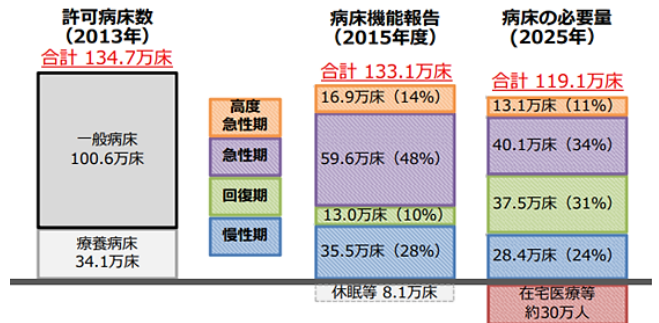 許可病床数
(2013年)
合計 134.7万床
一般病床
100.6万床
療養病床
34.1万床
高度
急性期
急性期
回復期
慢性期
病床機能報告
(2015年度)
合計 133.1万床
16.9万床(14%)
59.6万床(48%)
13.0万床(10%)
35.5万床(28%)
休眠等 8.1万床
病床の必要量
(2025年)
合計 119.1万床
13.1万床(11%)
40.1万床(34%)
37.5万床(31%)
28.4万床(24%)
在宅医療等
約30万人